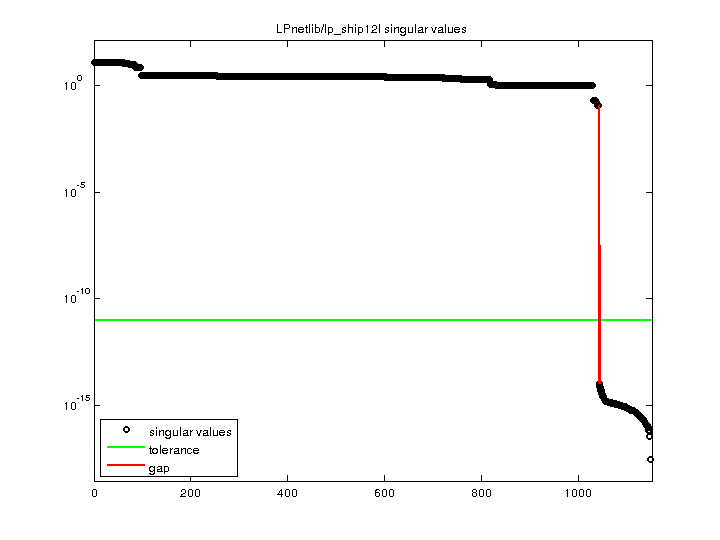 LPnetlib/lp_ship12l singular values
10^0
10^-5
10^-10
10^-15
singular values
tolerance
gap
0 200 400 600 800 1000